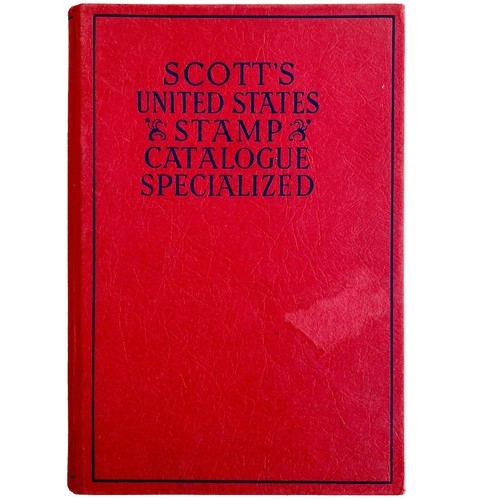 SCOTT'S
UNITED STATES
STAMP
CATALOGUE
SPECIALIZED